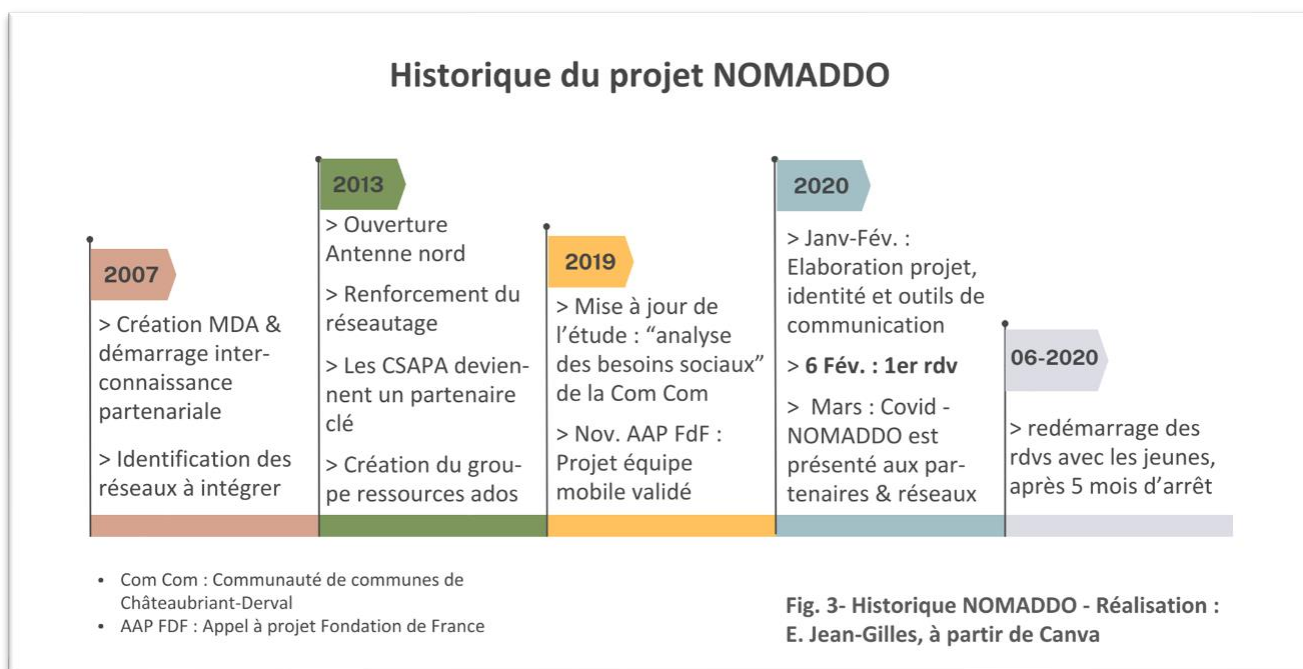 Historique du projet NOMADDO
2007
> Création MDA &
démarrage inter-
connaissance
partenariale
> Identification des
réseaux à intégrer
2013
> Ouverture
Antenne nord
> Renforcement du
réseautage
> Les CSAPA devien-
nent un partenaire
clé
> Création du grou-
pe ressources ados
2019
> Mise à jour de
l’étude : “analyse
des besoins sociaux”
de la Com Com
> Nov. AAP FdF :
Projet équipe
mobile validé
2020
> Janv-Fév. :
Elaboration projet,
identité et outils de
communication
> 6 Fév. : 1er rdv
> Mars : Covid -
NOMADDO est
présenté aux par-
tenaires & réseaux
06-2020
> redémarrage des
rdvs avec les jeunes,
après 5 mois d’arrêt
• Com Com : Communauté de communes de
Châteaubriant-Derval
• AAP FDF : Appel à projet Fondation de France
Fig. 3- Historique NOMADDO - Réalisation :
E. Jean-Gilles, à partir de Canva